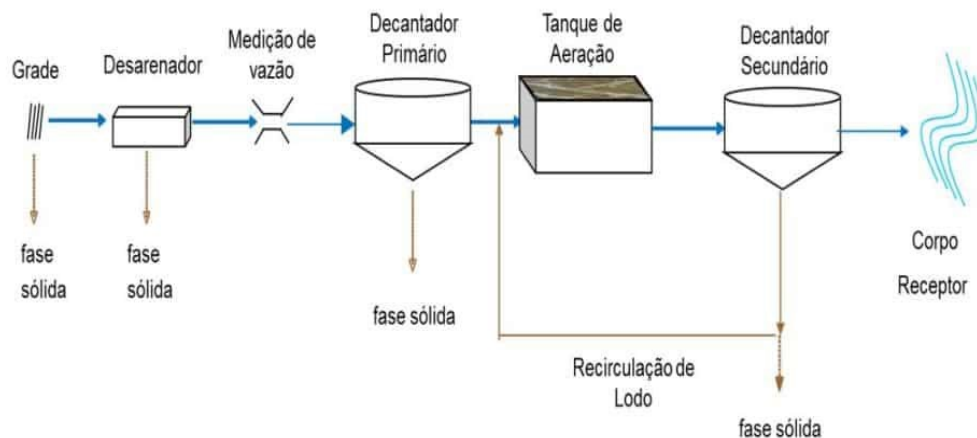 Grade
Desarenador
Medição de
vazão
Decantador
Primário
Tanque de
Aeração
Decantador
Secundário
fase
sólida
fase
sólida
fase sólida
Recirculação de
Lodo
fase sólida
Corpo
Receptor